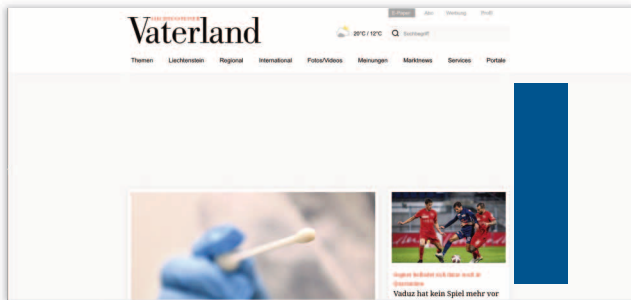 E-Paper Abo Werbung Profil
Vaterland
20°C / 12°C Suchbegriff
Themen Liechtenstein Regional International Fotos/Videos Meinungen Marktnews Services Portale
Vaduz hat kein Spiel mehr vor